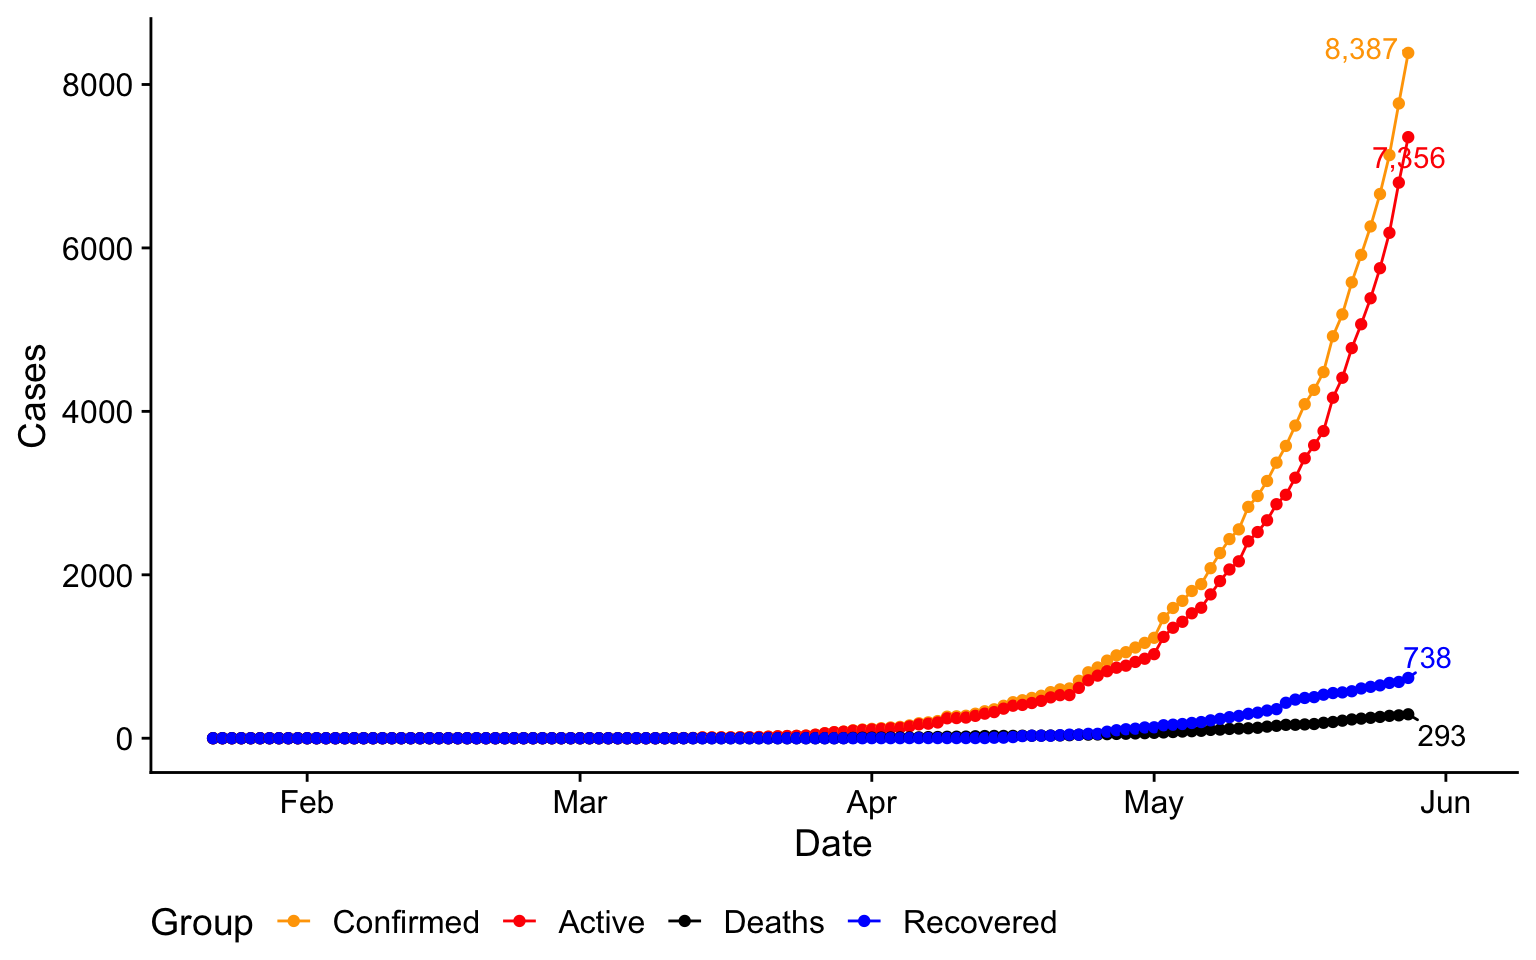 8,387
8000
7,356
6000
Cases
4000
2000
738
0
293
Feb Mar Apr May Jun
Date
Group Confirmed Active Deaths Recovered